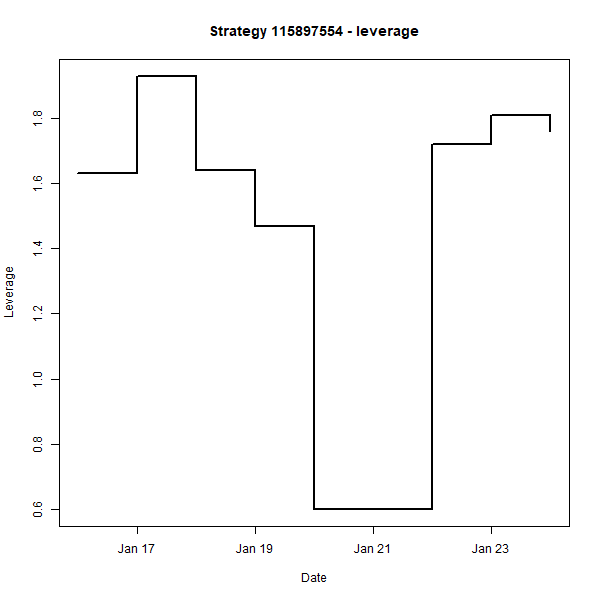 Strategy 115897554 - leverage
Leverage
1.8
1.6
1.4
1.2
1.0
0.8
0.6
Jan 17
Jan 19
Jan 21
Jan 23
Date